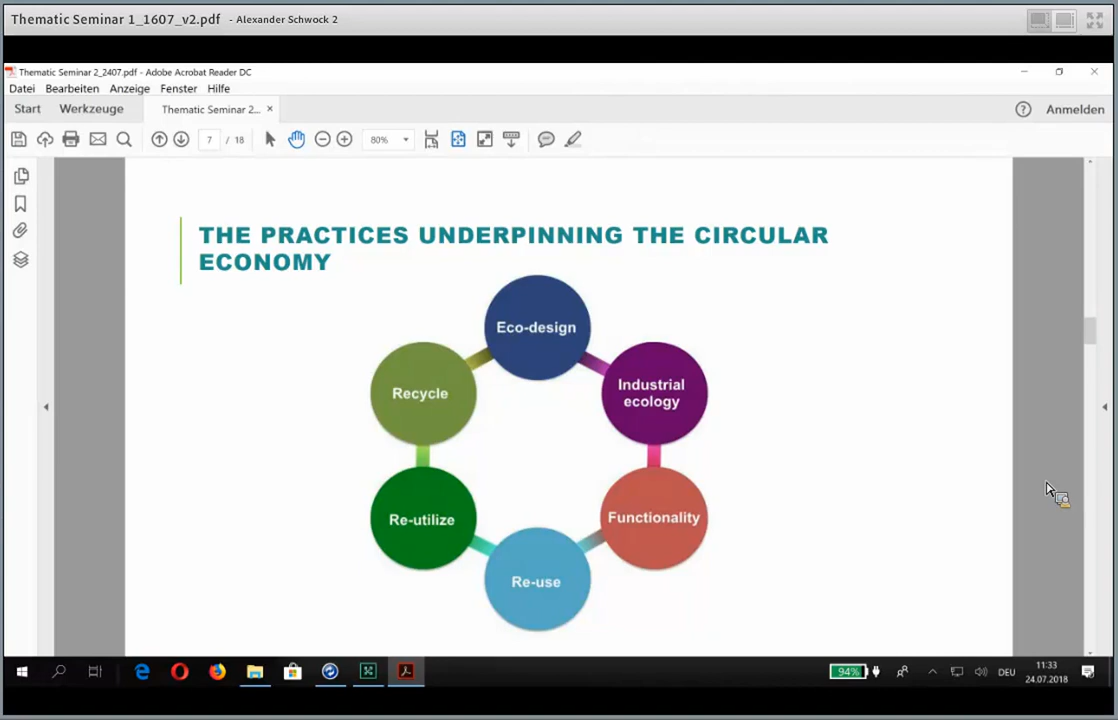 Thematic Seminar 1_1607_v2.pdf - Alexander Schwock 2
Thematic Seminar 2_2407.pdf - Adobe Acrobat Reader DC
Datei Bearbeiten Anzeige Fenster Hilfe
Start Werkzeuge Thematic Seminar 2... × Anmelden
7 / 18 80%
THE PRACTICES UNDERPINNING THE CIRCULAR
ECONOMY
Eco-design
Industrial
ecology
Recycle
Functionality
Re-utilize
Re-use
94% DEU 11:33
24.07.2018